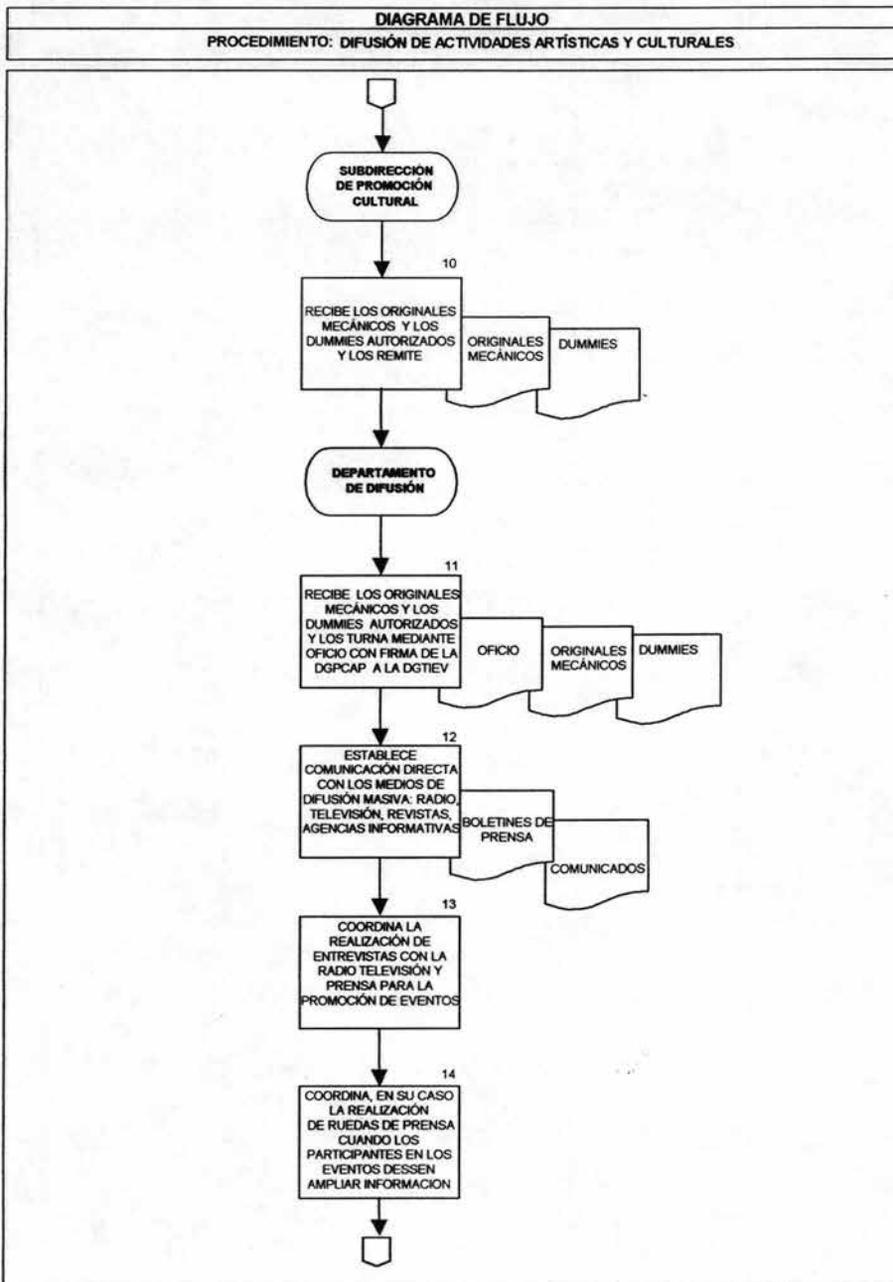 DIAGRAMA DE FLUJO
PROCEDIMIENTO: DIFUSIÓN DE ACTIVIDADES ARTÍSTICAS Y CULTURALES
SUBDIRECCIÓN
DE PROMOCIÓN
CULTURAL
10
RECIBE LOS ORIGINALES
MECÁNICOS Y LOS
DUMMIES AUTORIZADOS
Y LOS REMITE
ORIGINALES
MECÁNICOS
DUMMIES
DEPARTAMENTO
DE DIFUSIÓN
11
RECIBE LOS ORIGINALES
MECÁNICOS Y LOS
DUMMIES AUTORIZADOS
Y LOS TURNA MEDIANTE
OFICIO CON FIRMA DE LA
DGPCAP A LA DGTIEV
OFICIO
ORIGINALES
MECÁNICOS
DUMMIES
12
ESTABLECE
COMUNICACIÓN DIRECTA
CON LOS MEDIOS DE
DIFUSIÓN MASIVA: RADIO,
TELEVISIÓN, REVISTAS,
AGENCIAS INFORMATIVAS
BOLETINES DE
PRENSA
COMUNICADOS
13
COORDINA LA
REALIZACIÓN DE
ENTREVISTAS CON LA
RADIO TELEVISIÓN Y
PRENSA PARA LA
PROMOCIÓN DE EVENTOS
14
COORDINA, EN SU CASO
LA REALIZACIÓN
DE RUEDAS DE PRENSA
CUANDO LOS
PARTICIPANTES EN LOS
EVENTOS DESSEN
AMPLIAR INFORMACION